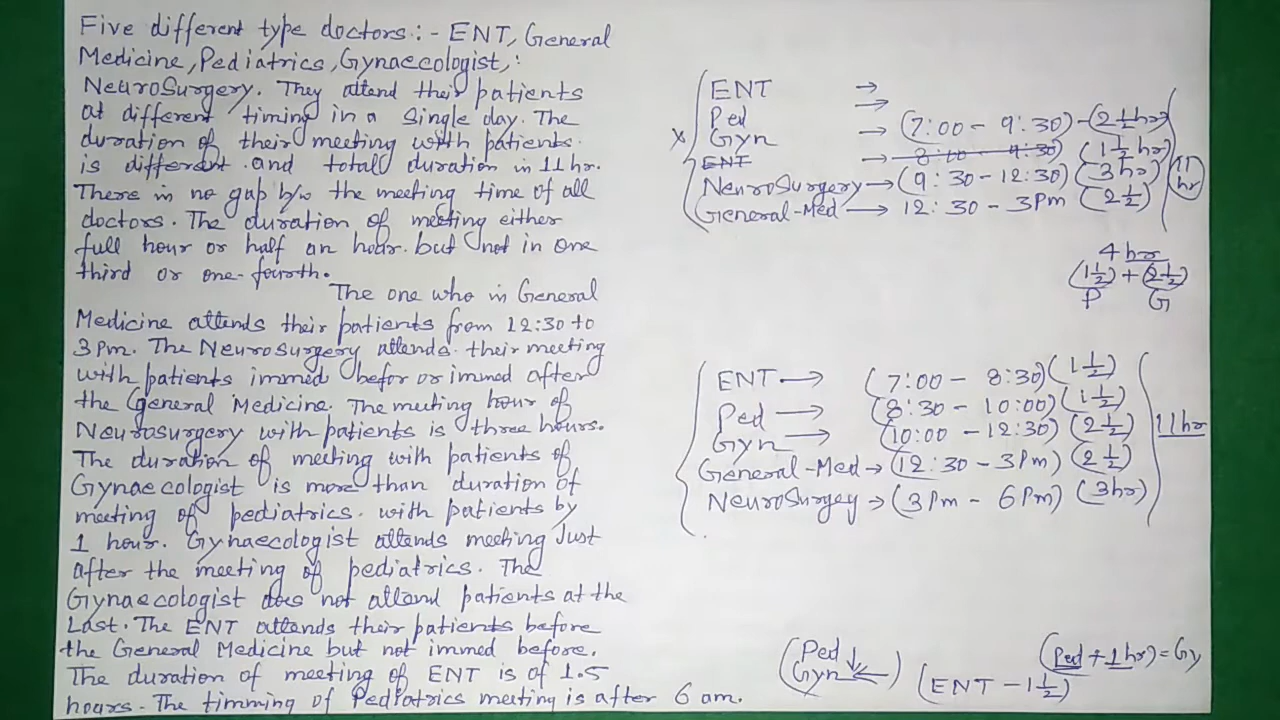 Five different type doctors:- ENT, General
Medicine, Pediatrics, Gynaecologist, :
NeuroSurgery. They attend their patients
at different timing in a single day. The
duration of their meeting with patients
is different and total duration in 11hr.
There is no gap b/w the meeting time of all
doctors. The duration of meeting either
full hour or half an hour. but not in one
third or one-fourth.
The one who in General
Medicine attends their patients from 12:30 to
3pm. The NeuroSurgery attends their meeting
with patients immed befor or immed after
the General Medicine. The meeting hour of
Neurosurgery with patients is three hours.
The duration of meeting with patients of
Gynaecologist is more than duration of
meeting of pediatrics with patients by
1 hour. Gynaecologist attends meeting Just
after the meeting of pediatrics. The
Gynaecologist does not attend patients at the
Last. The ENT attends their patients before
the General Medicine but not immed before.
The duration of meeting of ENT is of 1.5
hours. The timming of Pediatrics meeting is after 6 am.
ENT →
Ped →
x Gyn → (7:00 - 9:30) - (2 1/2 hr)
ENT → 8:00 - 9:30) (1 1/2 hr)
NeuroSurgery → (9:30 - 12:30) (3hr) 11 hr
General-Med → 12:30 - 3Pm (2 1/2)
4 hr
(1 1/2) + (2 1/2)
P G
ENT → (7:00 - 8:30) (1 1/2)
Ped → (8:30 - 10:00) (1 1/2)
Gyn → (10:00 - 12:30) (2 1/2) 11hr
General-Med → (12:30 - 3Pm) (2 1/2)
NeuroSurgey → (3Pm - 6Pm) (3hr)
(Ped + 1hr) = Gy
(Ped ↓
Gyn ←)
(ENT - 1 1/2)